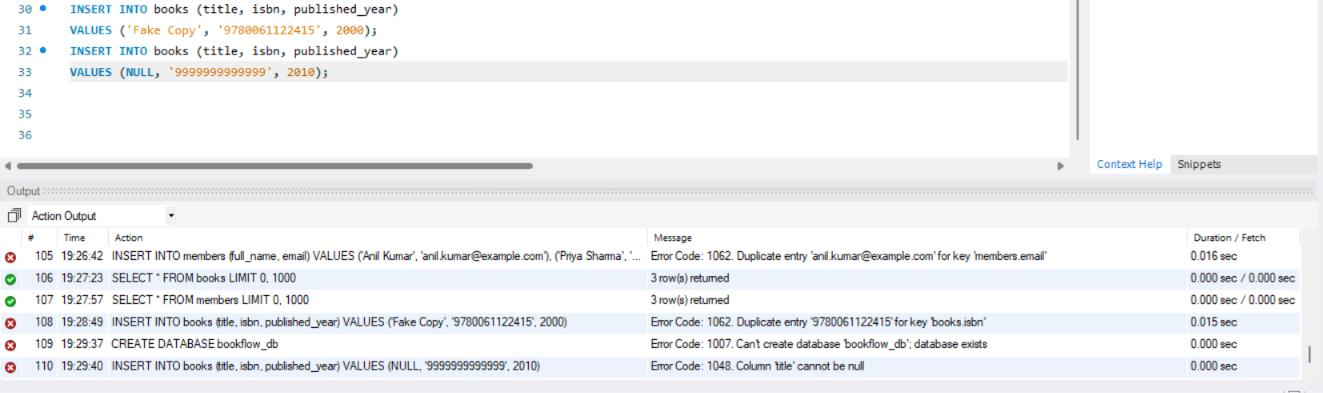 30 INSERT INTO books (title, isbn, published_year)
31 VALUES ('Fake Copy', '9780061122415', 2000);
32 INSERT INTO books (title, isbn, published_year)
33 VALUES (NULL, '9999999999999', 2010);
34
35
36
Context Help Snippets
Output
Action Output
# Time Action Message Duration / Fetch
105 19:26:42 INSERT INTO members (full_name, email) VALUES ('Anil Kumar', 'anil.kumar@example.com'), ('Priya Sharma', '... Error Code: 1062. Duplicate entry 'anil.kumar@example.com' for key 'members.email' 0.016 sec
106 19:27:23 SELECT * FROM books LIMIT 0, 1000 3 row(s) returned 0.000 sec / 0.000 sec
107 19:27:57 SELECT * FROM members LIMIT 0, 1000 3 row(s) returned 0.000 sec / 0.000 sec
108 19:28:49 INSERT INTO books (title, isbn, published_year) VALUES ('Fake Copy', '9780061122415', 2000) Error Code: 1062. Duplicate entry '9780061122415' for key 'books.isbn' 0.015 sec
109 19:29:37 CREATE DATABASE bookflow_db Error Code: 1007. Can't create database 'bookflow_db'; database exists 0.000 sec
110 19:29:40 INSERT INTO books (title, isbn, published_year) VALUES (NULL, '9999999999999', 2010) Error Code: 1048. Column 'title' cannot be null 0.000 sec